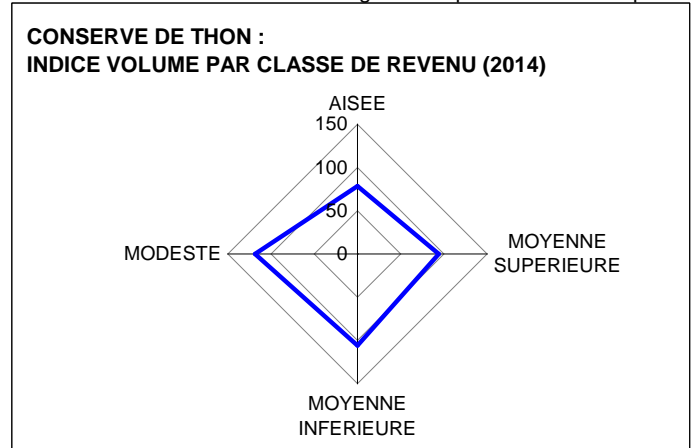 CONSERVE DE THON :
INDICE VOLUME PAR CLASSE DE REVENU (2014)
AISEE
150
100
50
0
MODESTE
MOYENNE
SUPERIEURE
MOYENNE
INFERIEURE